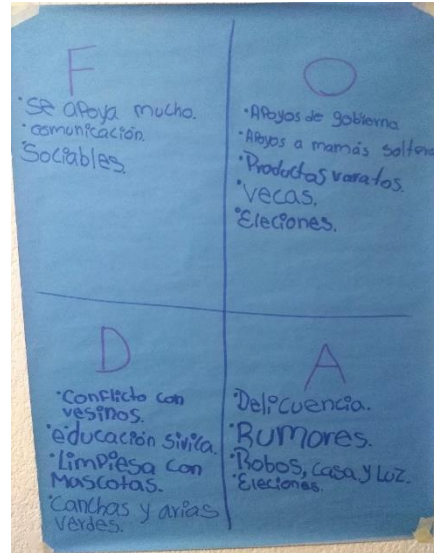 F
•Se apoya mucho.
•comunicación.
Sociables.
O
•Apoyos de gobierno
•Apoyos a mamás soltera
•Productos varatos.
•Vecas.
•Eleciones.
D
•Conflicto con
vesinos.
•educación sivica.
•Limpiesa con
Mascotas.
•Canchas y arias
verdes.
A
•Delicuencia.
•Rumores.
•Robos, casa y Luz.
•Eleciones.